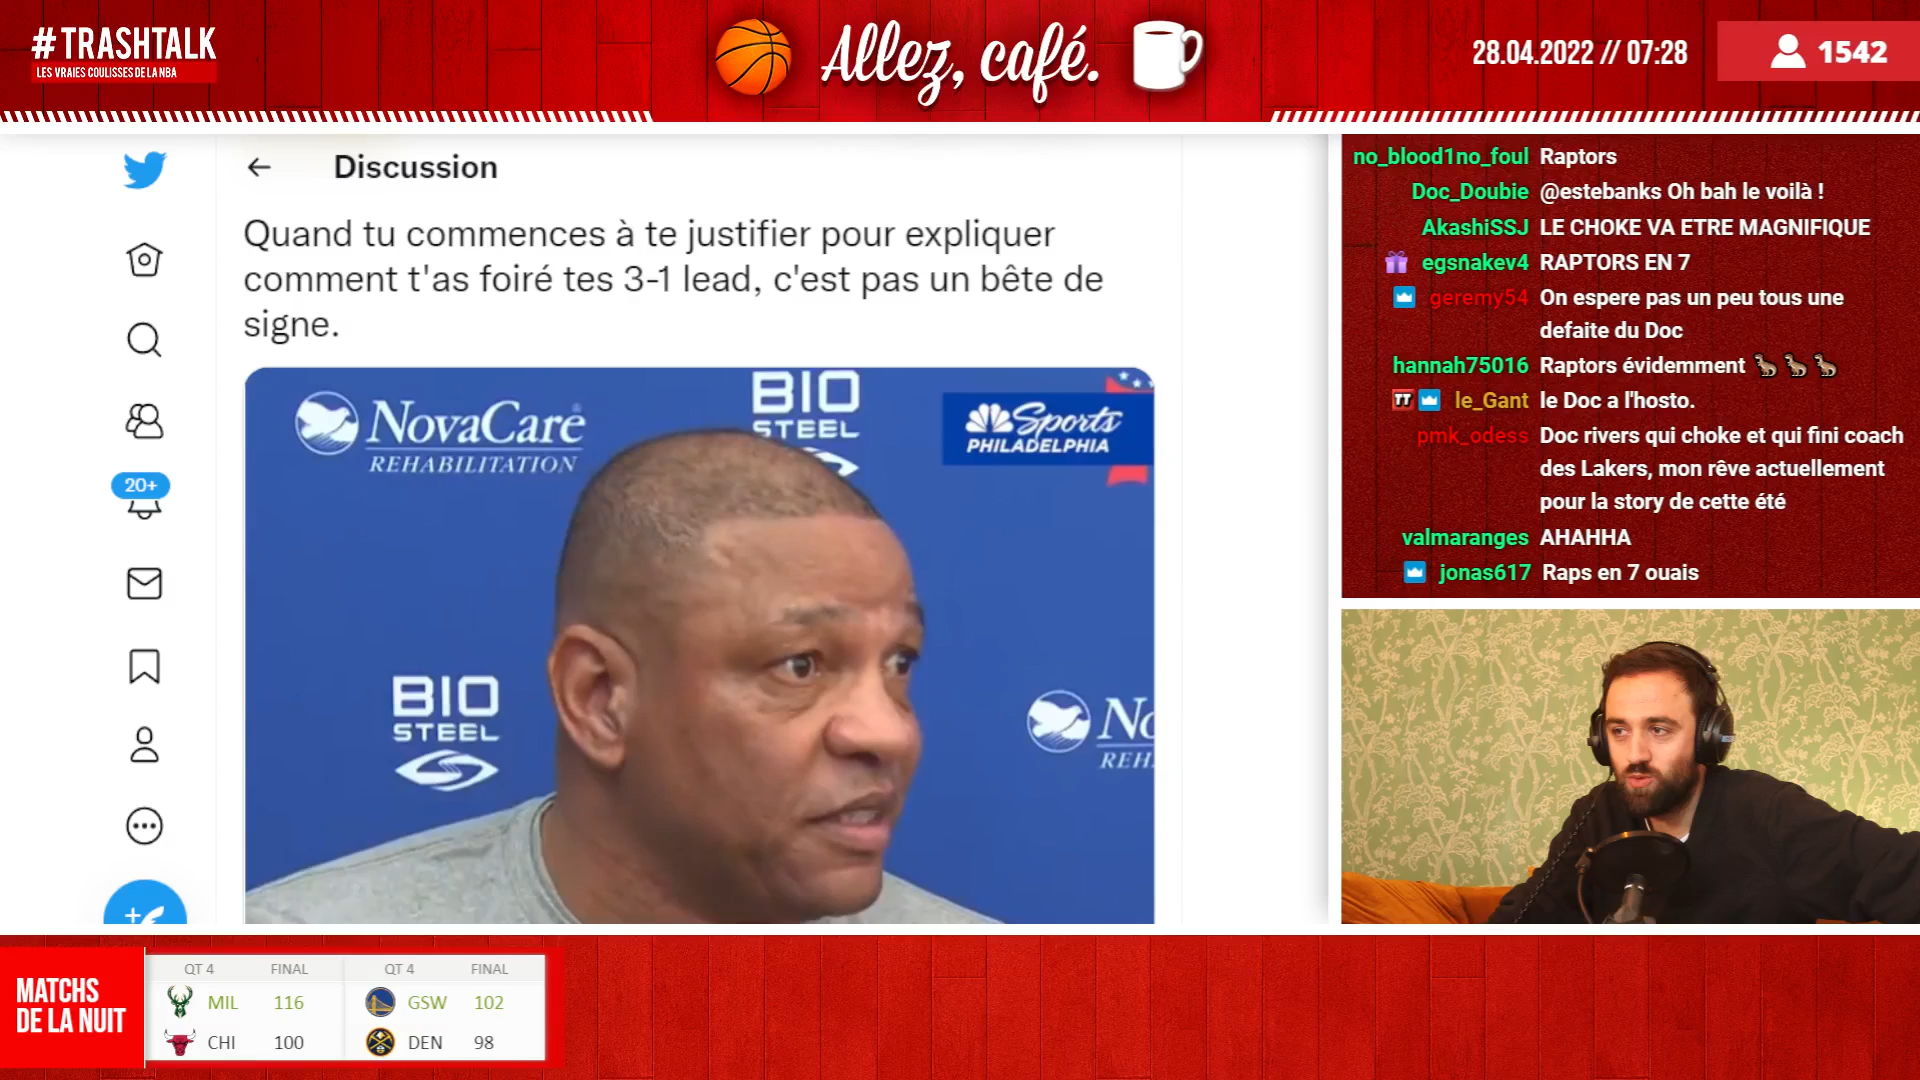 #TRASHTALK
LES VRAIES COULISSES DE LA NBA
Allez, café.
28.04.2022 // 07:28
1542
Discussion
Quand tu commences à te justifier pour expliquer
comment t'as foiré tes 3-1 lead, c'est pas un bête de
signe.
20+
NovaCare®
REHABILITATION
BIO
STEEL
Sports
PHILADELPHIA
BIO
STEEL
No
REH
no_blood1no_foul Raptors
Doc_Doubie @estebanks Oh bah le voilà !
AkashiSSJ LE CHOKE VA ETRE MAGNIFIQUE
egsnakev4 RAPTORS EN 7
geremy54 On espere pas un peu tous une
defaite du Doc
hannah75016 Raptors évidemment 🦕🦕🦕
TT le_Gant le Doc a l'hosto.
pmk_odess Doc rivers qui choke et qui fini coach
des Lakers, mon rêve actuellement
pour la story de cette été
valmaranges AHAHHA
jonas617 Raps en 7 ouais
MATCHS
DE LA NUIT
QT 4 FINAL
MIL 116
CHI 100
QT 4 FINAL
GSW 102
DEN 98